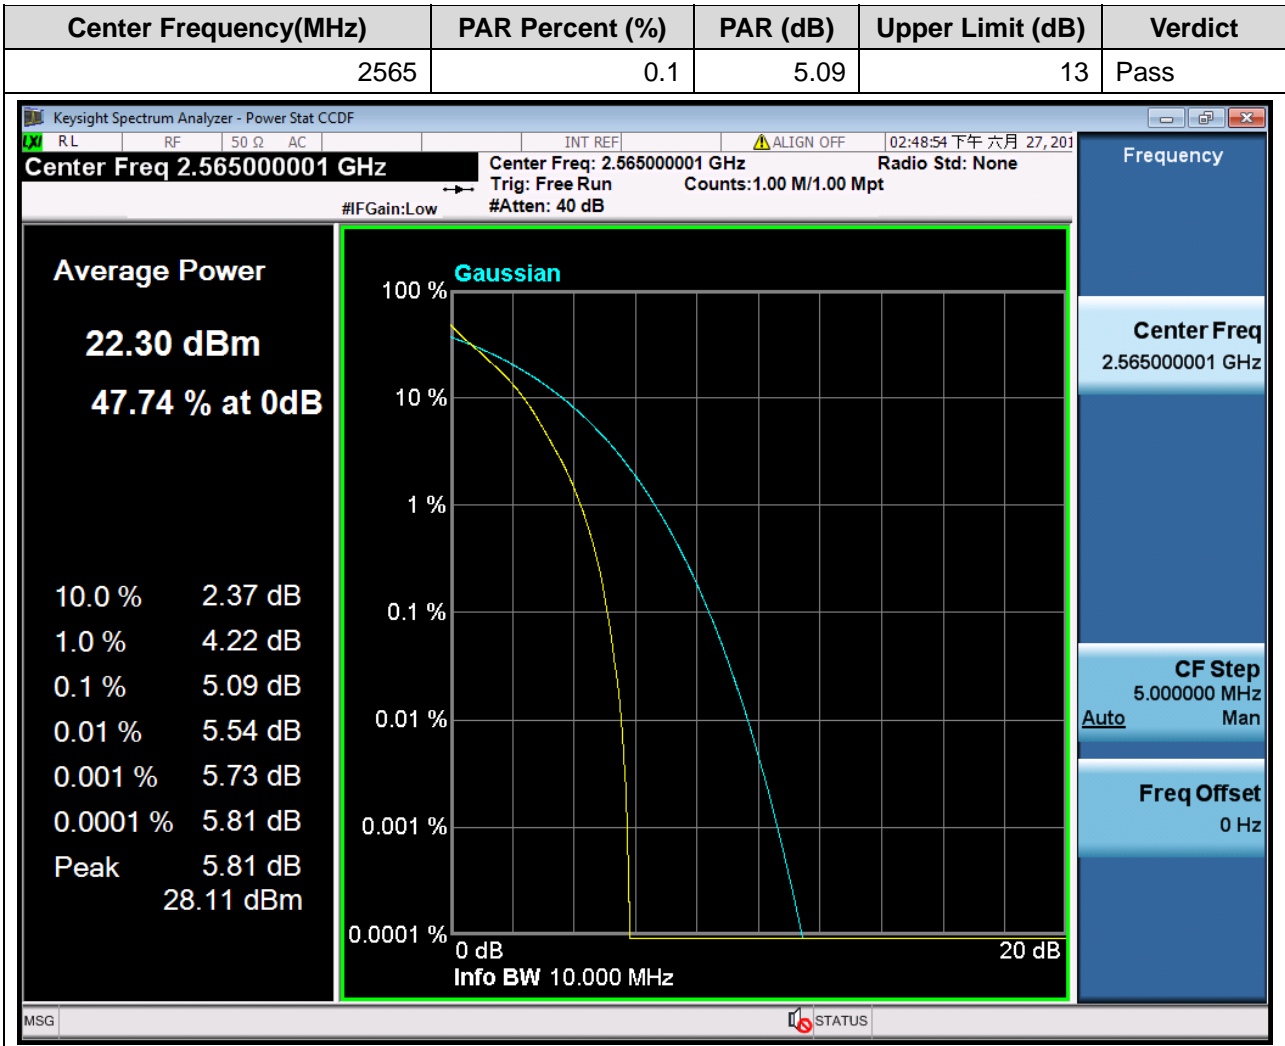 Center Frequency(MHz) PAR Percent (%) PAR (dB) Upper Limit (dB) Verdict
2565 0.1 5.09 13 Pass
Keysight Spectrum Analyzer - Power Stat CCDF
LXI RL RF 50 Ω AC INT REF ALIGN OFF 02:48:54 下午 六月 27, 201
Center Freq 2.565000001 GHz
Center Freq: 2.565000001 GHz Radio Std: None
Trig: Free Run Counts:1.00 M/1.00 Mpt
#IFGain:Low #Atten: 40 dB
Frequency
Average Power
22.30 dBm
47.74 % at 0dB
10.0 % 2.37 dB
1.0 % 4.22 dB
0.1 % 5.09 dB
0.01 % 5.54 dB
0.001 % 5.73 dB
0.0001 % 5.81 dB
Peak 5.81 dB
28.11 dBm
Gaussian
100 %
10 %
1 %
0.1 %
0.01 %
0.001 %
0.0001 %
0 dB 20 dB
Info BW 10.000 MHz
Center Freq
2.565000001 GHz
CF Step
5.000000 MHz
Auto Man
Freq Offset
0 Hz
MSG STATUS